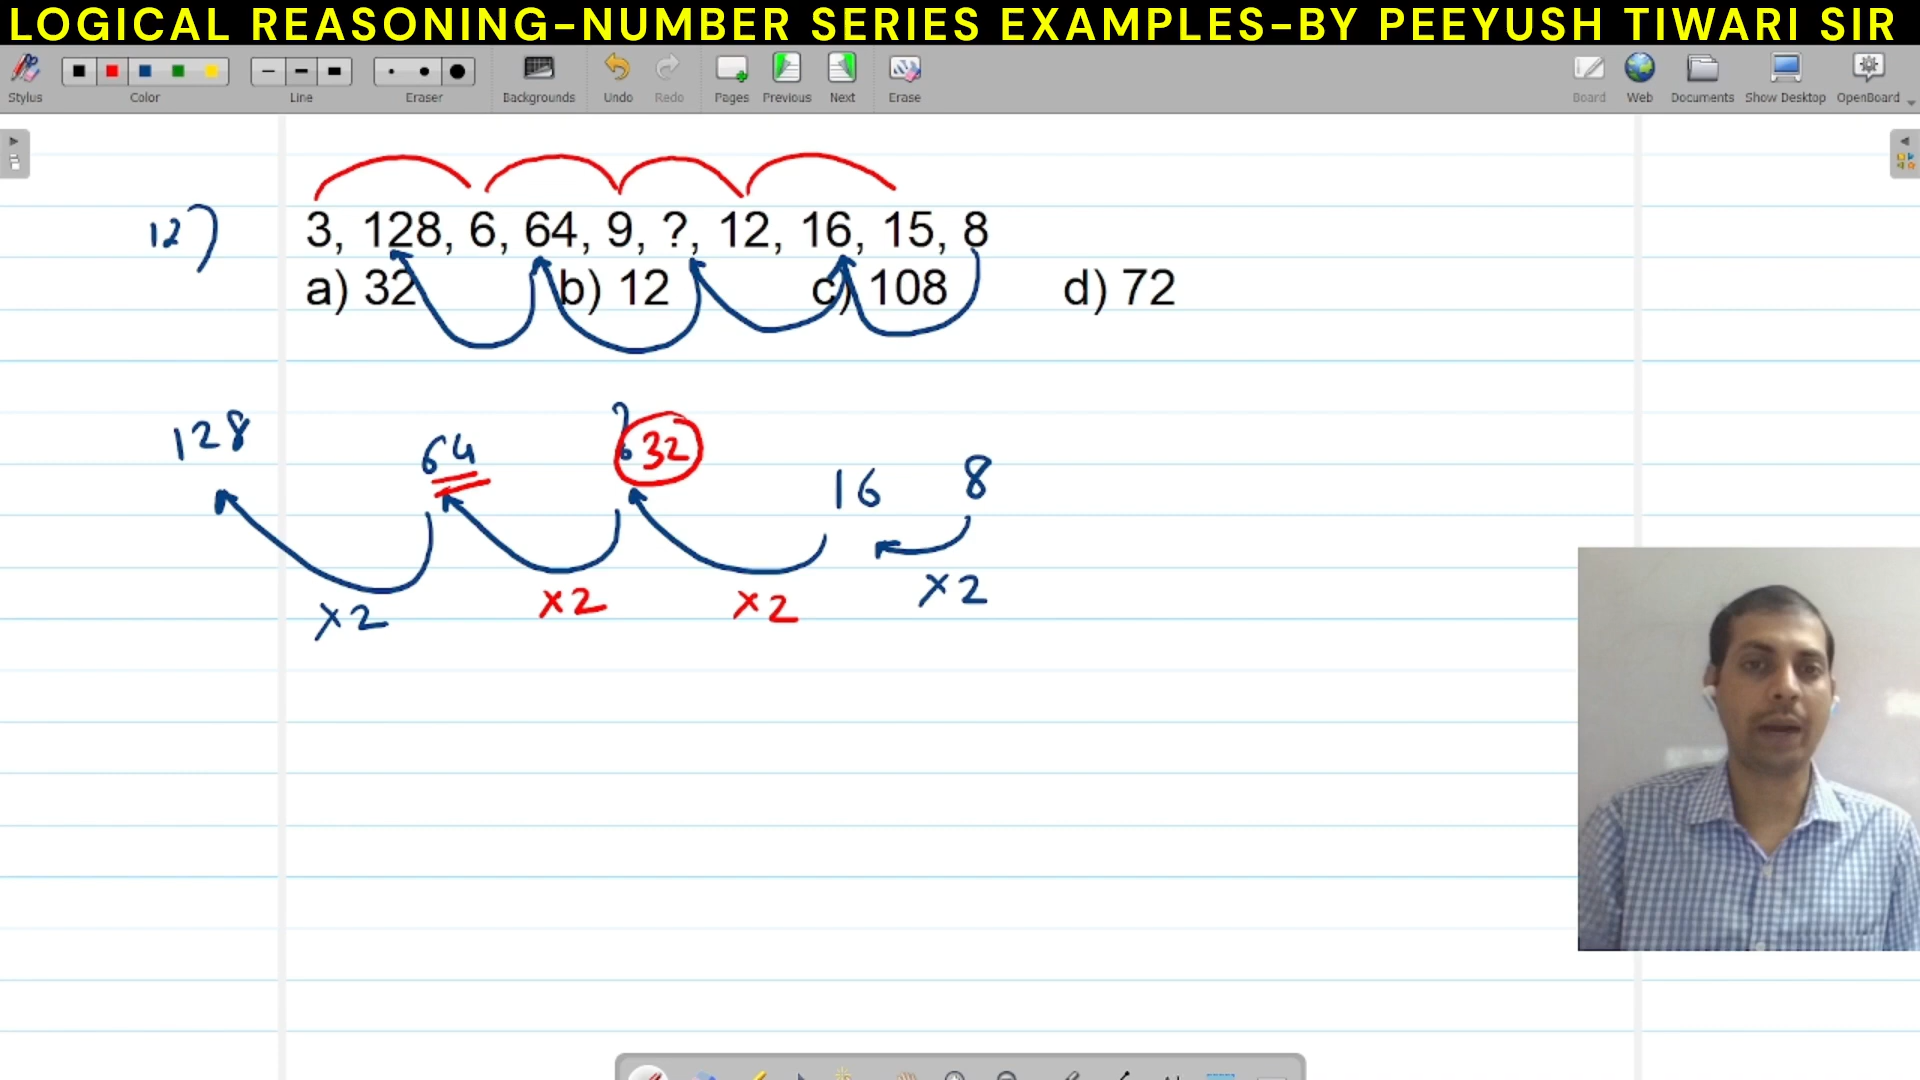 LOGICAL REASONING-NUMBER SERIES EXAMPLES-BY PEEYUSH TIWARI SIR
Stylus Color Line Eraser Backgrounds Undo Redo Pages Previous Next Erase Board Web Documents Show Desktop OpenBoard
12) 3, 128, 6, 64, 9, ?, 12, 16, 15, 8
a) 32 b) 12 c) 108 d) 72
128 64 ? 32 16 8
×2 ×2 ×2 ×2